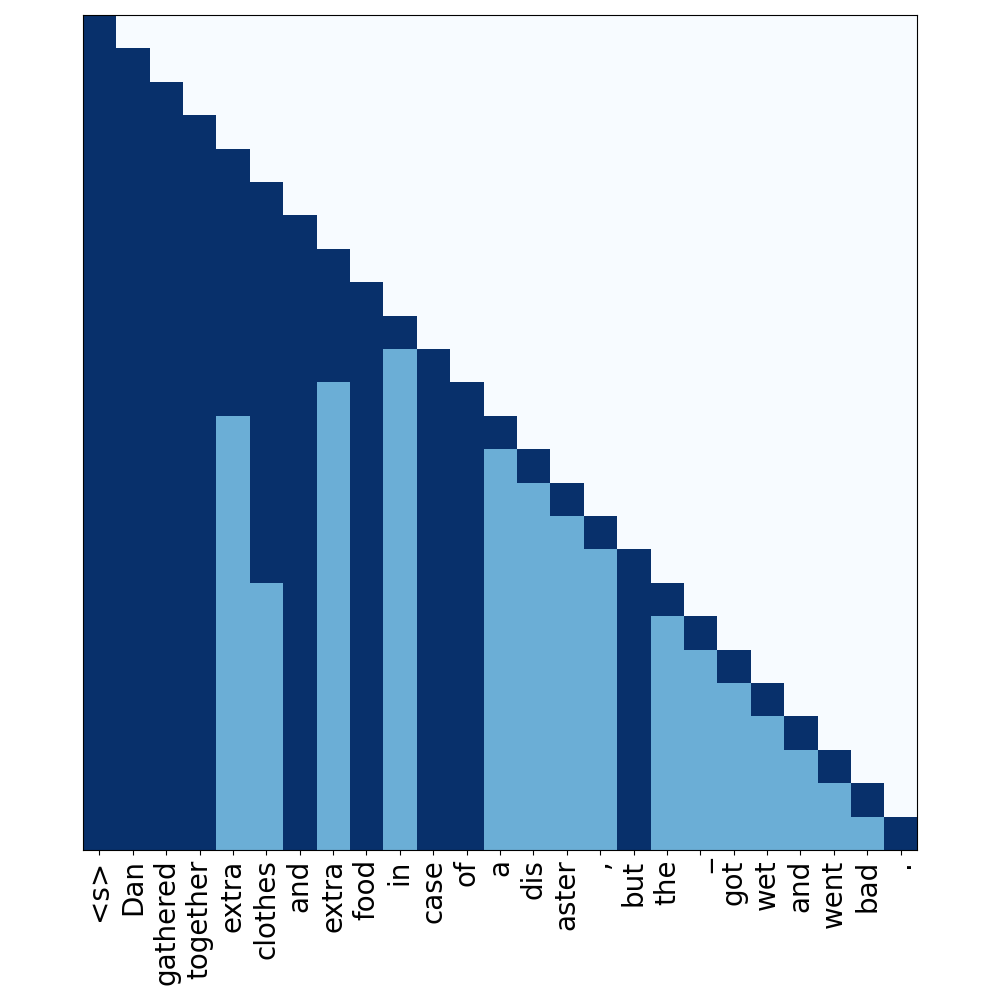 <s>
Dan
gathered
together
extra
clothes
and
extra
food
in
case
of
a
dis
aster
,
but
the
_
got
wet
and
went
bad
.